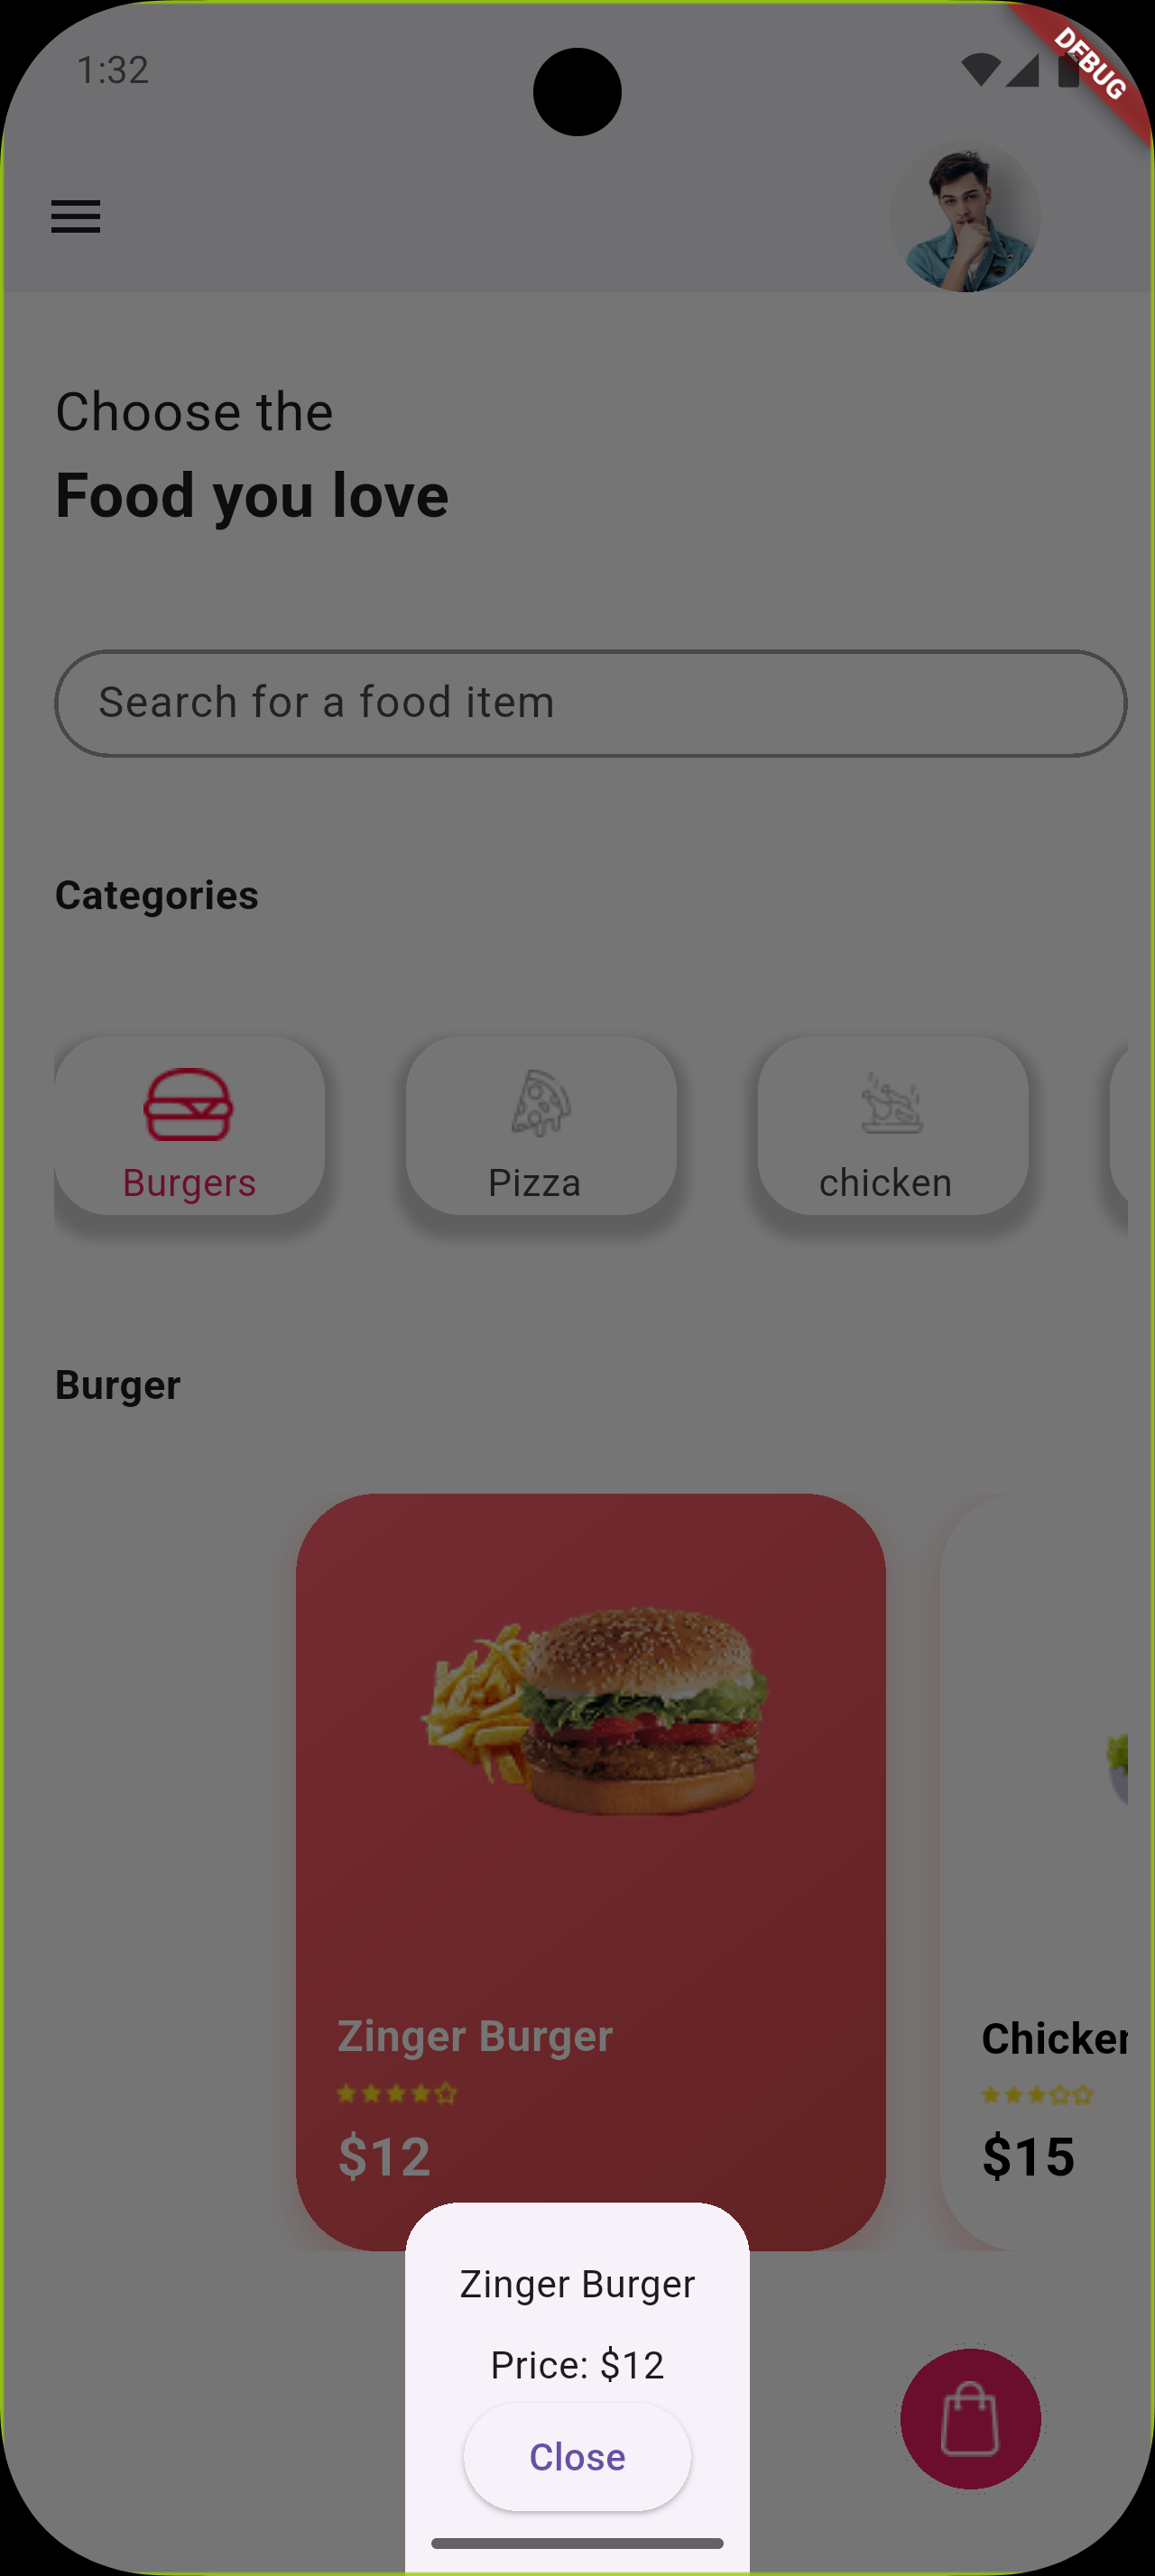 1:32
DEBUG
Choose the
Food you love
Search for a food item
Categories
Burgers
Pizza
chicken
Burger
Zinger Burger
$12
$15
Zinger Burger
Price: $12
Close